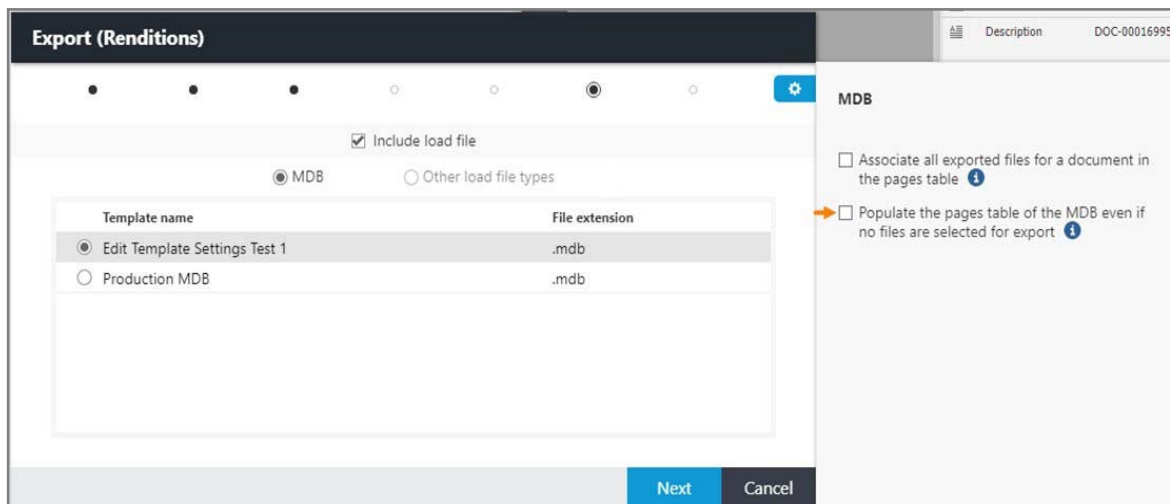 Export (Renditions)
Description DOC-00016995
Include load file
MDB Other load file types
Template name File extension
Edit Template Settings Test 1 .mdb
Production MDB .mdb
Next Cancel
MDB
Associate all exported files for a document in
the pages table
Populate the pages table of the MDB even if
no files are selected for export